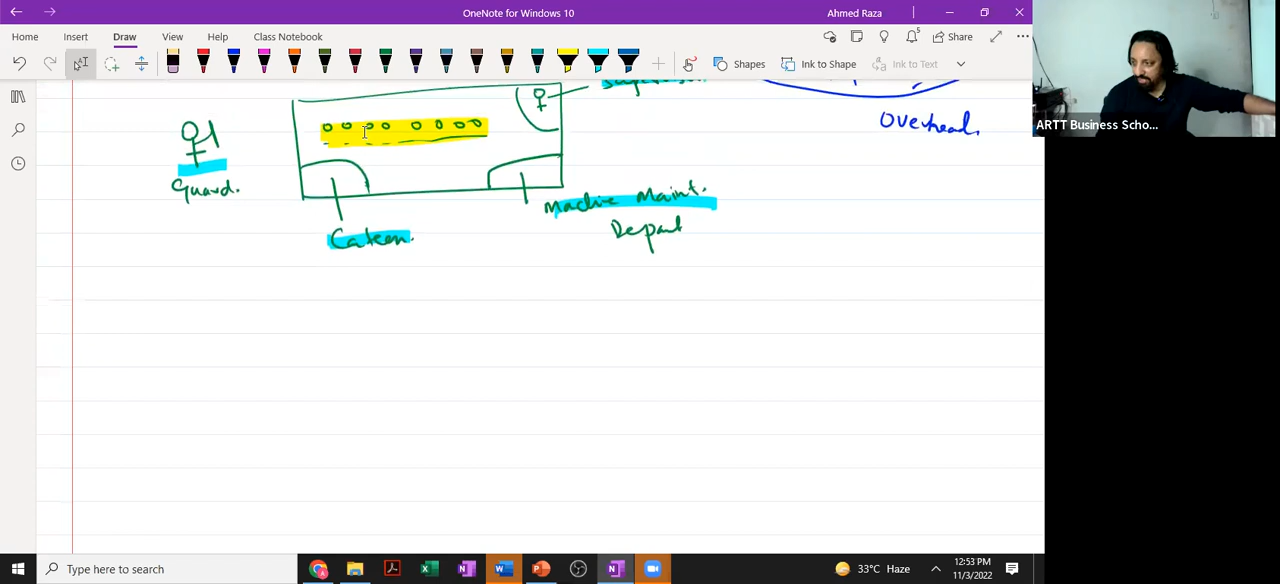 OneNote for Windows 10
Ahmed Raza
Home Insert Draw View Help Class Notebook
5 Share
Shapes Ink to Shape Ink to Text
ARTT Business Scho...
Overhead.
Guard.
Machine Maint.
Depart
Cateen.
Type here to search
33°C Haze
12:53 PM
11/3/2022